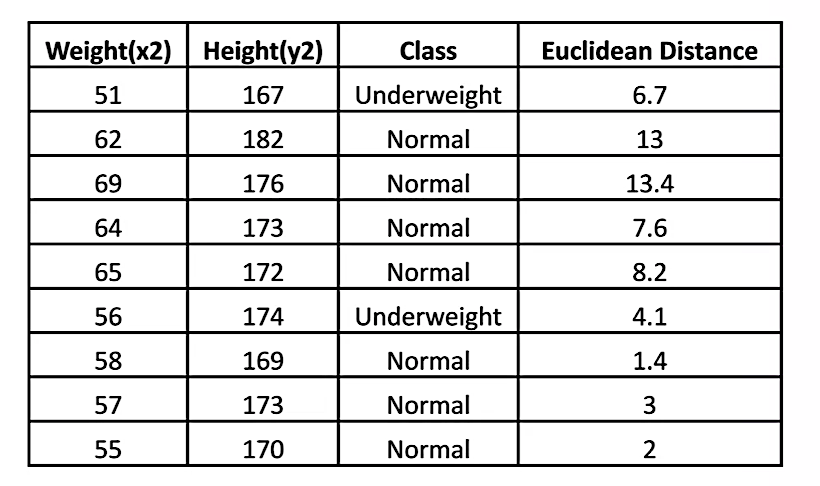 Weight(x2) Height(y2) Class Euclidean Distance
51 167 Underweight 6.7
62 182 Normal 13
69 176 Normal 13.4
64 173 Normal 7.6
65 172 Normal 8.2
56 174 Underweight 4.1
58 169 Normal 1.4
57 173 Normal 3
55 170 Normal 2